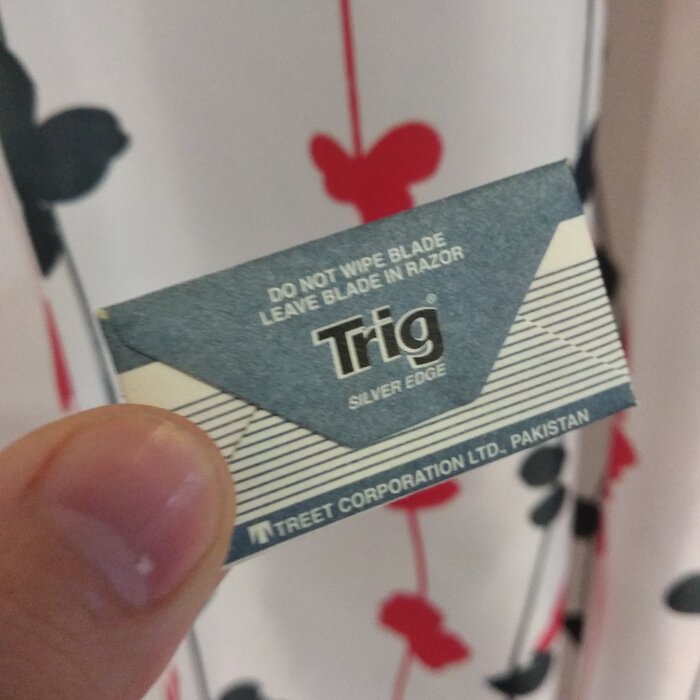 DO NOT WIPE BLADE
LEAVE BLADE IN RAZOR
Trig®
SILVER EDGE
TREET CORPORATION LTD., PAKISTAN